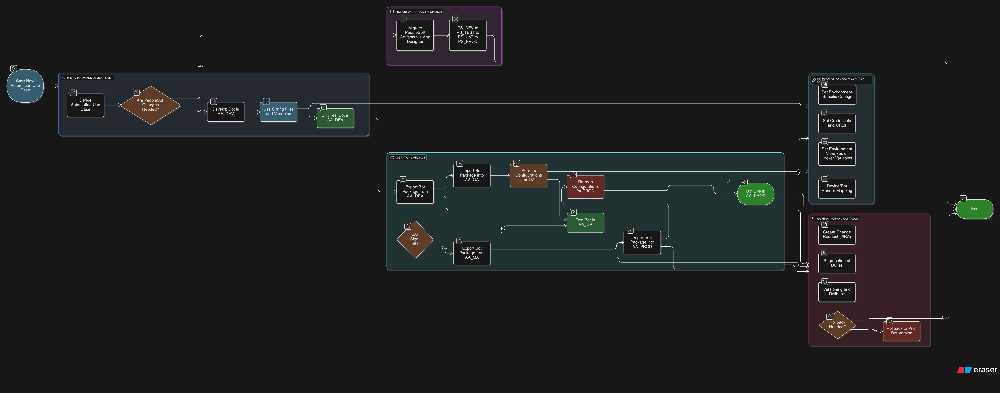 PEOPLESOFT ARTIFACT MIGRATION
Migrate
PeopleSoft
Artifacts via App
Designer
PS_DEV to
PS_TEST to
PS_UAT to
PS_PROD
Yes
Start New
Automation Use
Case
PREPARATION AND DEVELOPMENT
Define
Automation Use
Case
Are PeopleSoft
Changes
Needed?
No
Develop Bot in
AA_DEV
Use Config Files
and Variables
Unit Test Bot in
AA_DEV
INTEGRATION AND CONFIGURATION
LAYER
Set Environment-
Specific Configs
Set Credentials
and URLs
Set Environment
Variables or
Locker Variables
Device/Bot
Runner Mapping
MIGRATION LIFECYCLE
Export Bot
Package from
AA_DEV
Import Bot
Package into
AA_QA
Re-map
Configurations
for QA
Re-map
Configurations
for PROD
Bot Live in
AA_PROD
Test Bot in
AA_QA
UAT
Sign-
off?
No
Yes
Export Bot
Package from
AA_QA
Import Bot
Package into
AA_PROD
End
GOVERNANCE AND CONTROLS
Create Change
Request (JIRA)
Segregation of
Duties
Versioning and
Rollback
Rollback
Needed?
No
Yes
Rollback to Prior
Bot Version
eraser